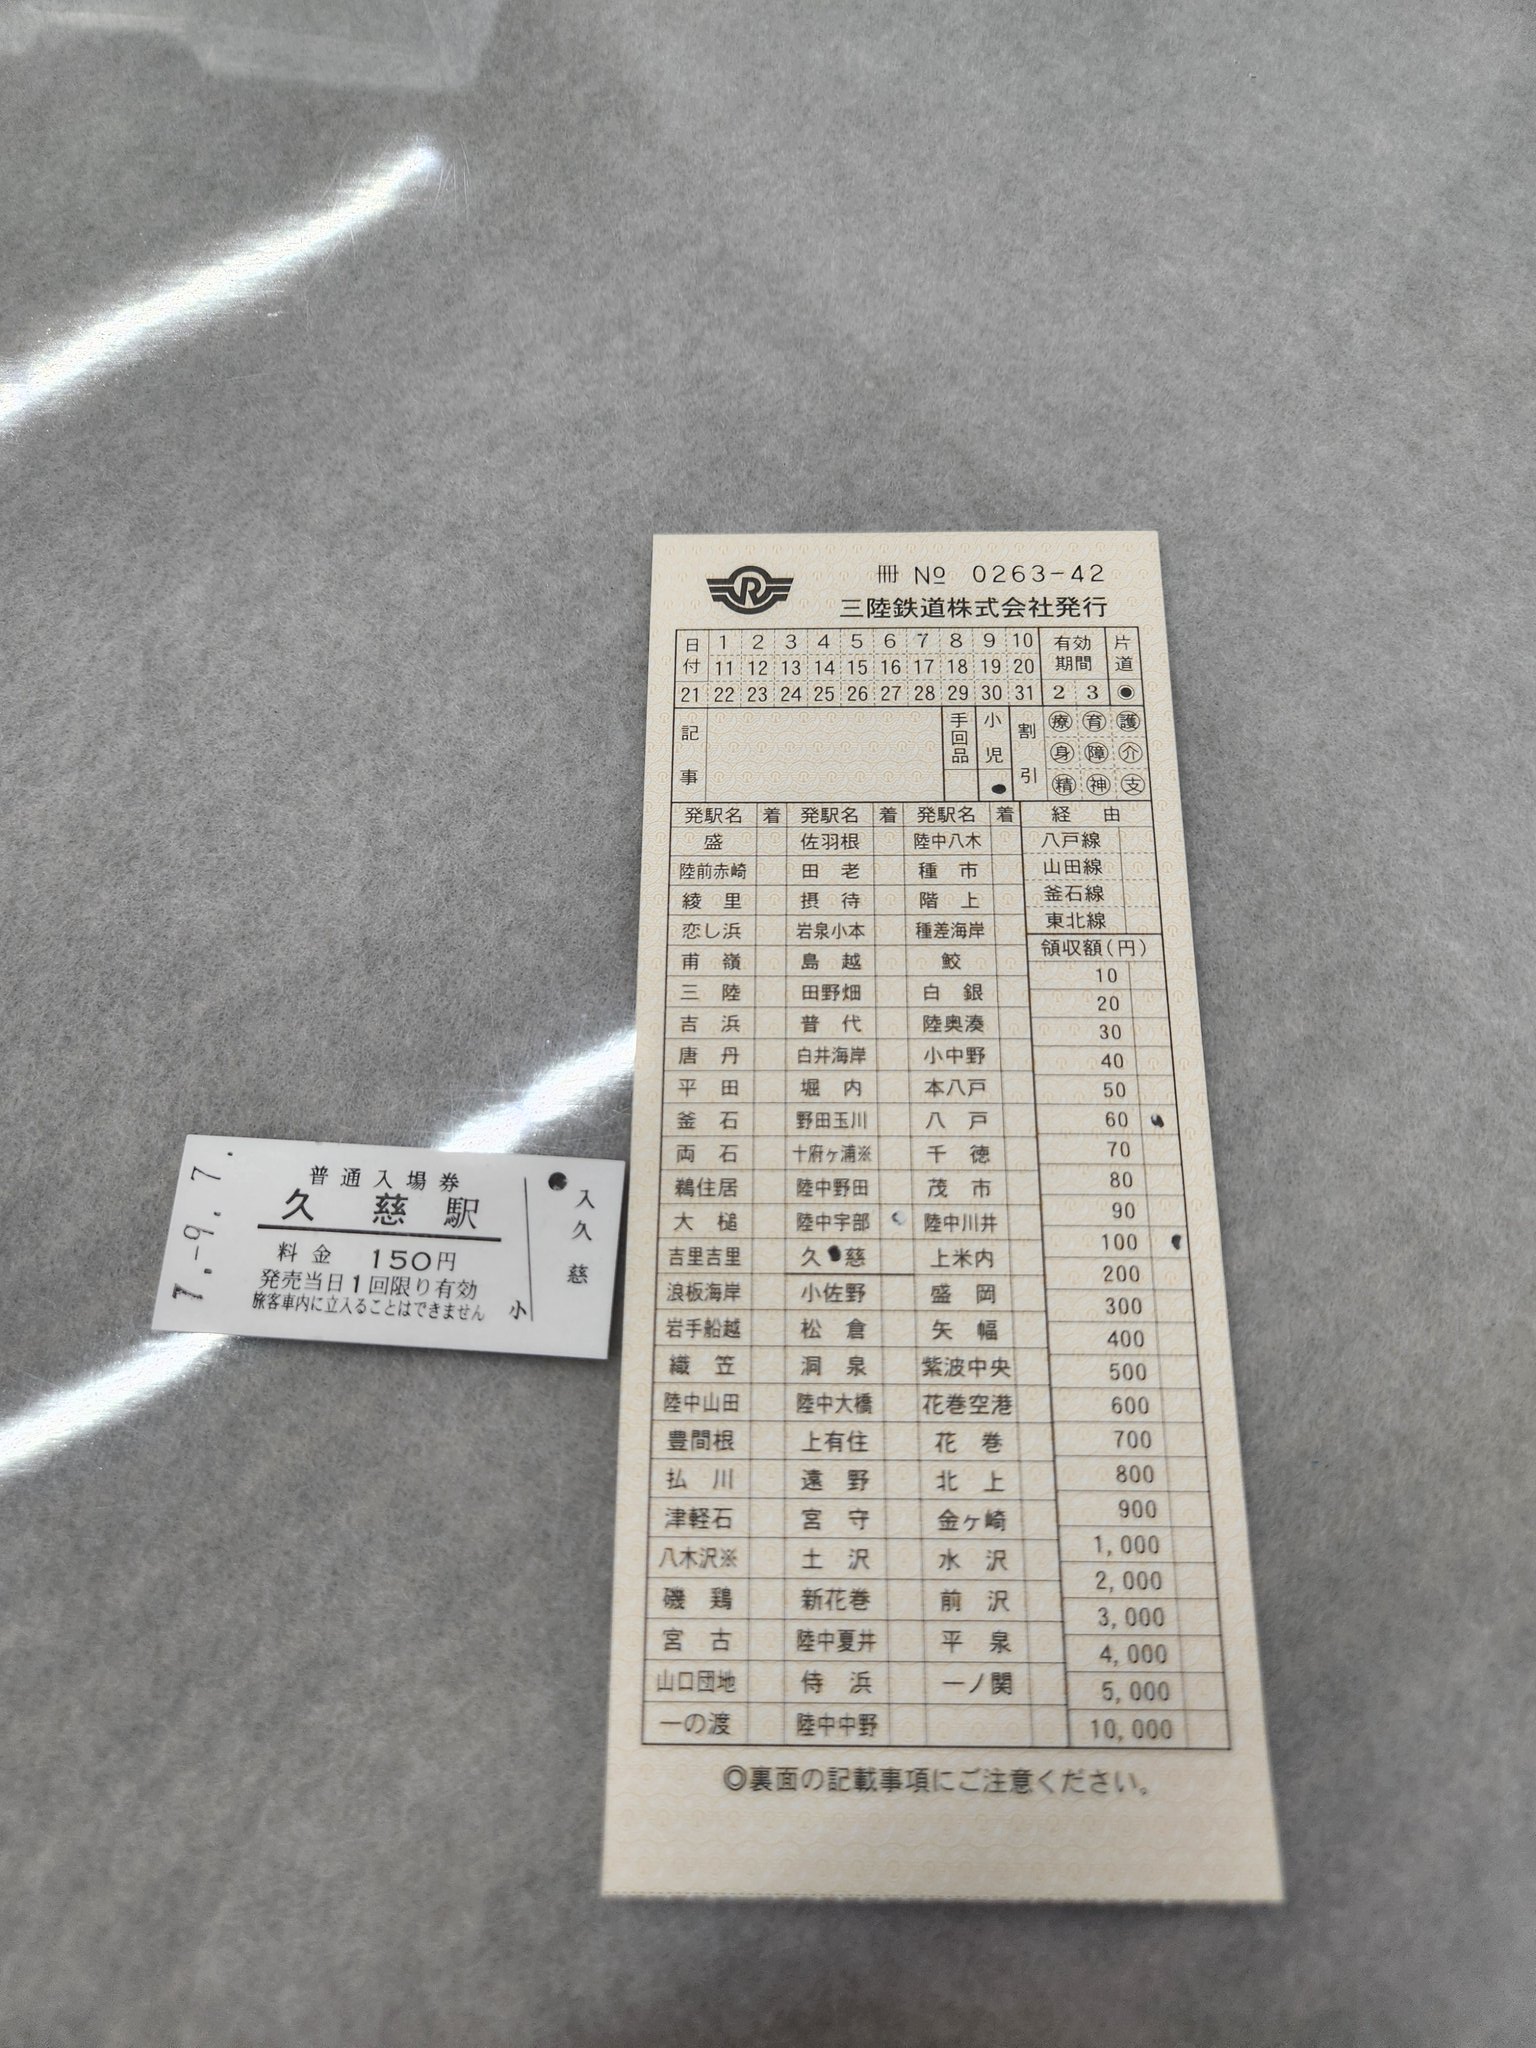 冊 № 0263-42
三陸鉄道株式会社発行
日付 1 2 3 4 5 6 7 8 9 10 有効期間 片道
11 12 13 14 15 16 17 18 19 20
21 22 23 24 25 26 27 28 29 30 31 2 3 ◉
記事 手回品 小児 割引 療 育 護
身 障 介
精 神 支
発駅名 着 発駅名 着 発駅名 着 経由
盛 佐羽根 陸中八木 八戸線
陸前赤崎 田老 種市 山田線
綾里 摂待 階上 釜石線
恋し浜 岩泉小本 種差海岸 東北線
甫嶺 島越 鮫 領収額(円)
三陸 田野畑 白銀 10
吉浜 普代 陸奥湊 20
唐丹 白井海岸 小中野 30
平田 堀内 本八戸 40
釜石 野田玉川 八戸 50
両石 十府ヶ浦※ 千徳 60
鵜住居 陸中野田 茂市 70
大槌 陸中宇部 陸中川井 80
吉里吉里 久慈 上米内 90
浪板海岸 小佐野 盛岡 100
岩手船越 松倉 矢幅 200
織笠 洞泉 紫波中央 300
陸中山田 陸中大橋 花巻空港 400
豊間根 上有住 花巻 500
払川 遠野 北上 600
津軽石 宮守 金ヶ崎 700
八木沢※ 土沢 水沢 800
磯鶏 新花巻 前沢 900
宮古 陸中夏井 平泉 1,000
山口団地 侍浜 一ノ関 2,000
一の渡 陸中中野 3,000
4,000
5,000
10,000
◎裏面の記載事項にご注意ください。
7.-9.7.
普通入場券
久慈駅
料金 150円
発売当日1回限り有効
旅客車内に立入ることはできません
小
入久慈